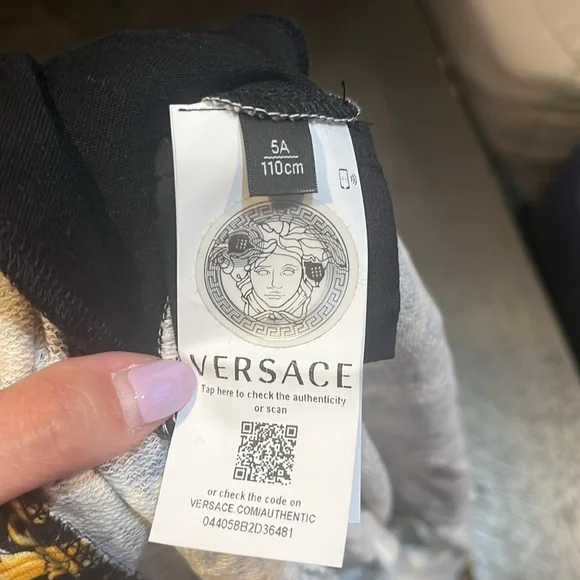 5A
110cm
VERSACE
Tap here to check the authenticity
or scan
or check the code on
VERSACE.COM/AUTHENTIC
044058B2D36481